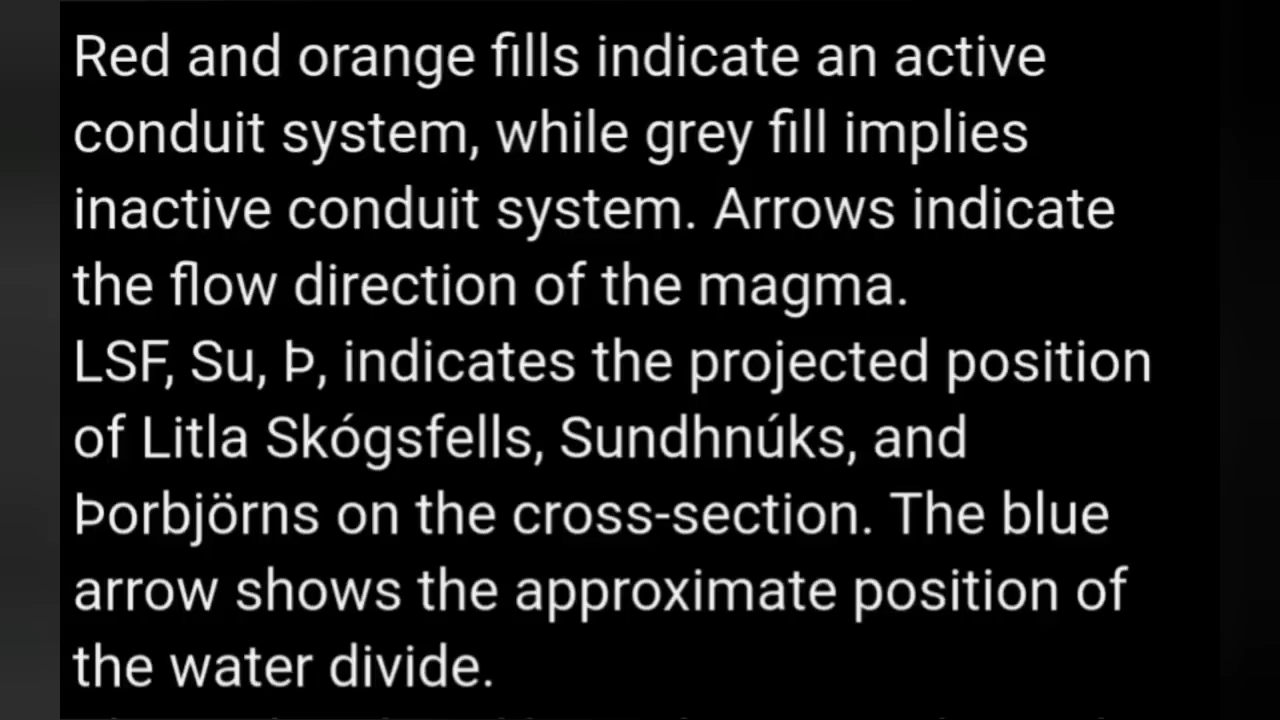 Red and orange fills indicate an active
conduit system, while grey fill implies
inactive conduit system. Arrows indicate
the flow direction of the magma.
LSF, Su, Þ, indicates the projected position
of Litla Skógsfells, Sundhnúks, and
Þorbjörns on the cross-section. The blue
arrow shows the approximate position of
the water divide.